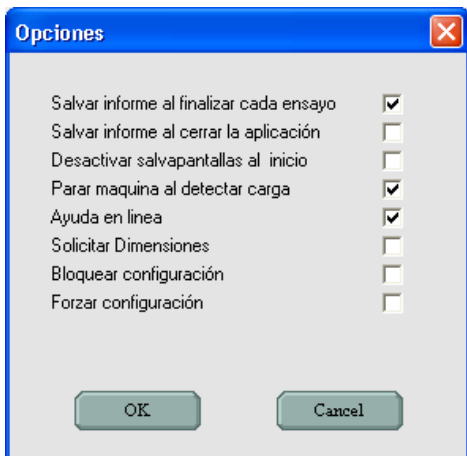 Opciones
Salvar informe al finalizar cada ensayo
Salvar informe al cerrar la aplicación
Desactivar salvapantallas al inicio
Parar maquina al detectar carga
Ayuda en linea
Solicitar Dimensiones
Bloquear configuración
Forzar configuración
OK Cancel